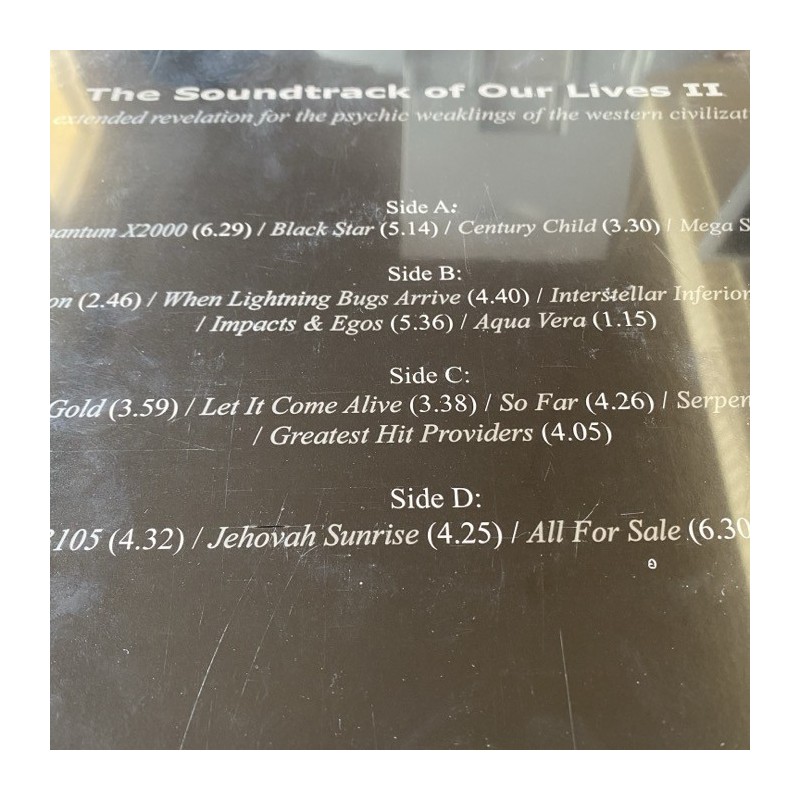 The Soundtrack of Our Lives II
extended revelation for the psychic weaklings of the western civilizat
Side A:
antum X2000 (6.29) / Black Star (5.14) / Century Child (3.30) / Mega S
Side B:
on (2.46) / When Lightning Bugs Arrive (4.40) / Interstellar Inferior
/ Impacts & Egos (5.36) / Aqua Vera (1.15)
Side C:
Gold (3.59) / Let It Come Alive (3.38) / So Far (4.26) / Serpen
/ Greatest Hit Providers (4.05)
Side D:
105 (4.32) / Jehovah Sunrise (4.25) / All For Sale (6.30